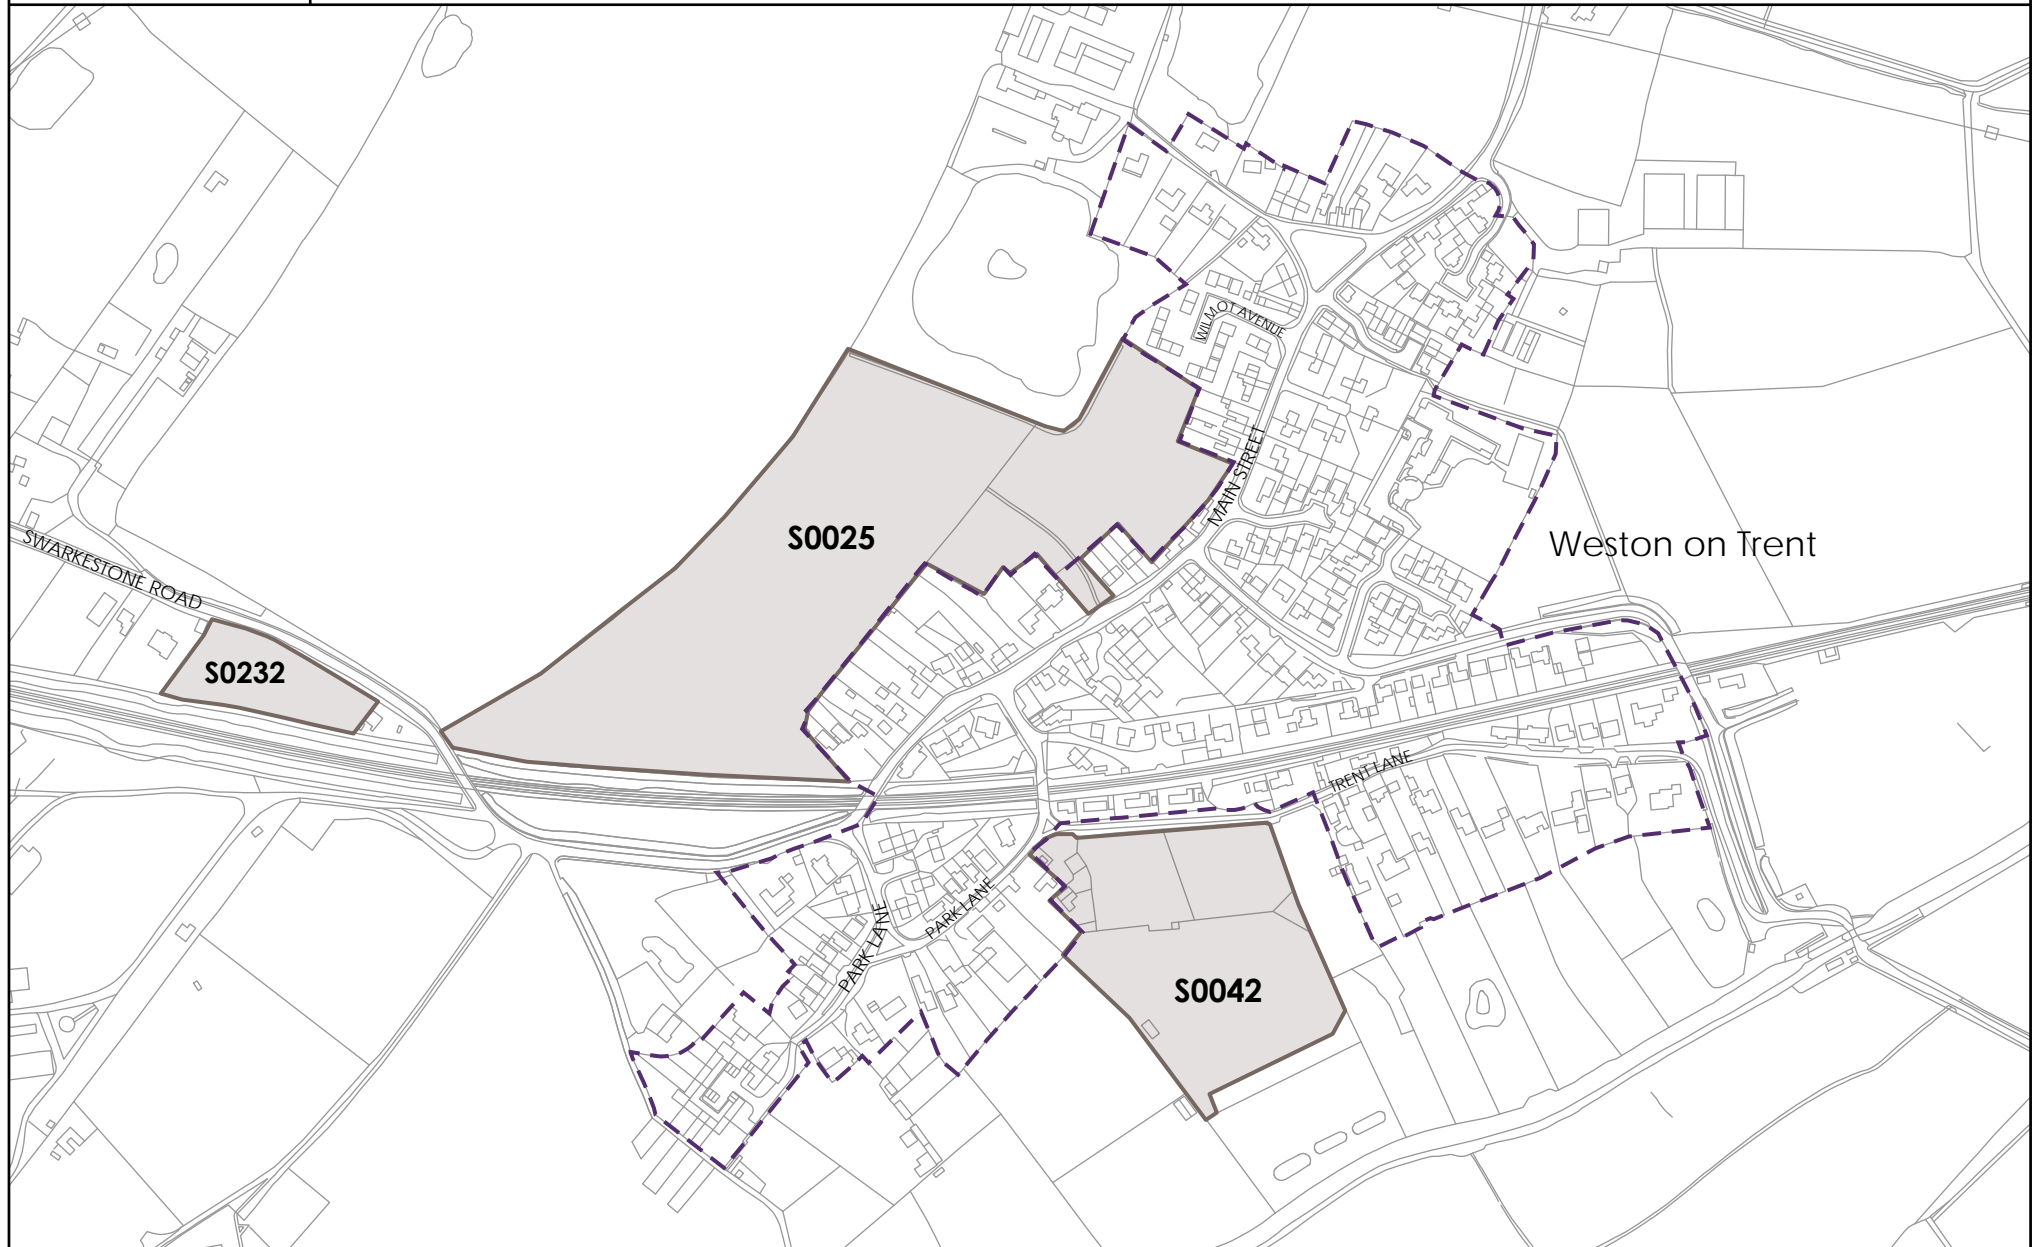 WILMOT AVENUE
MAIN STREET
S0025
Weston on Trent
SWARKESTONE ROAD
S0232
TRENT LANE
PARK LANE
PARK LANE
S0042